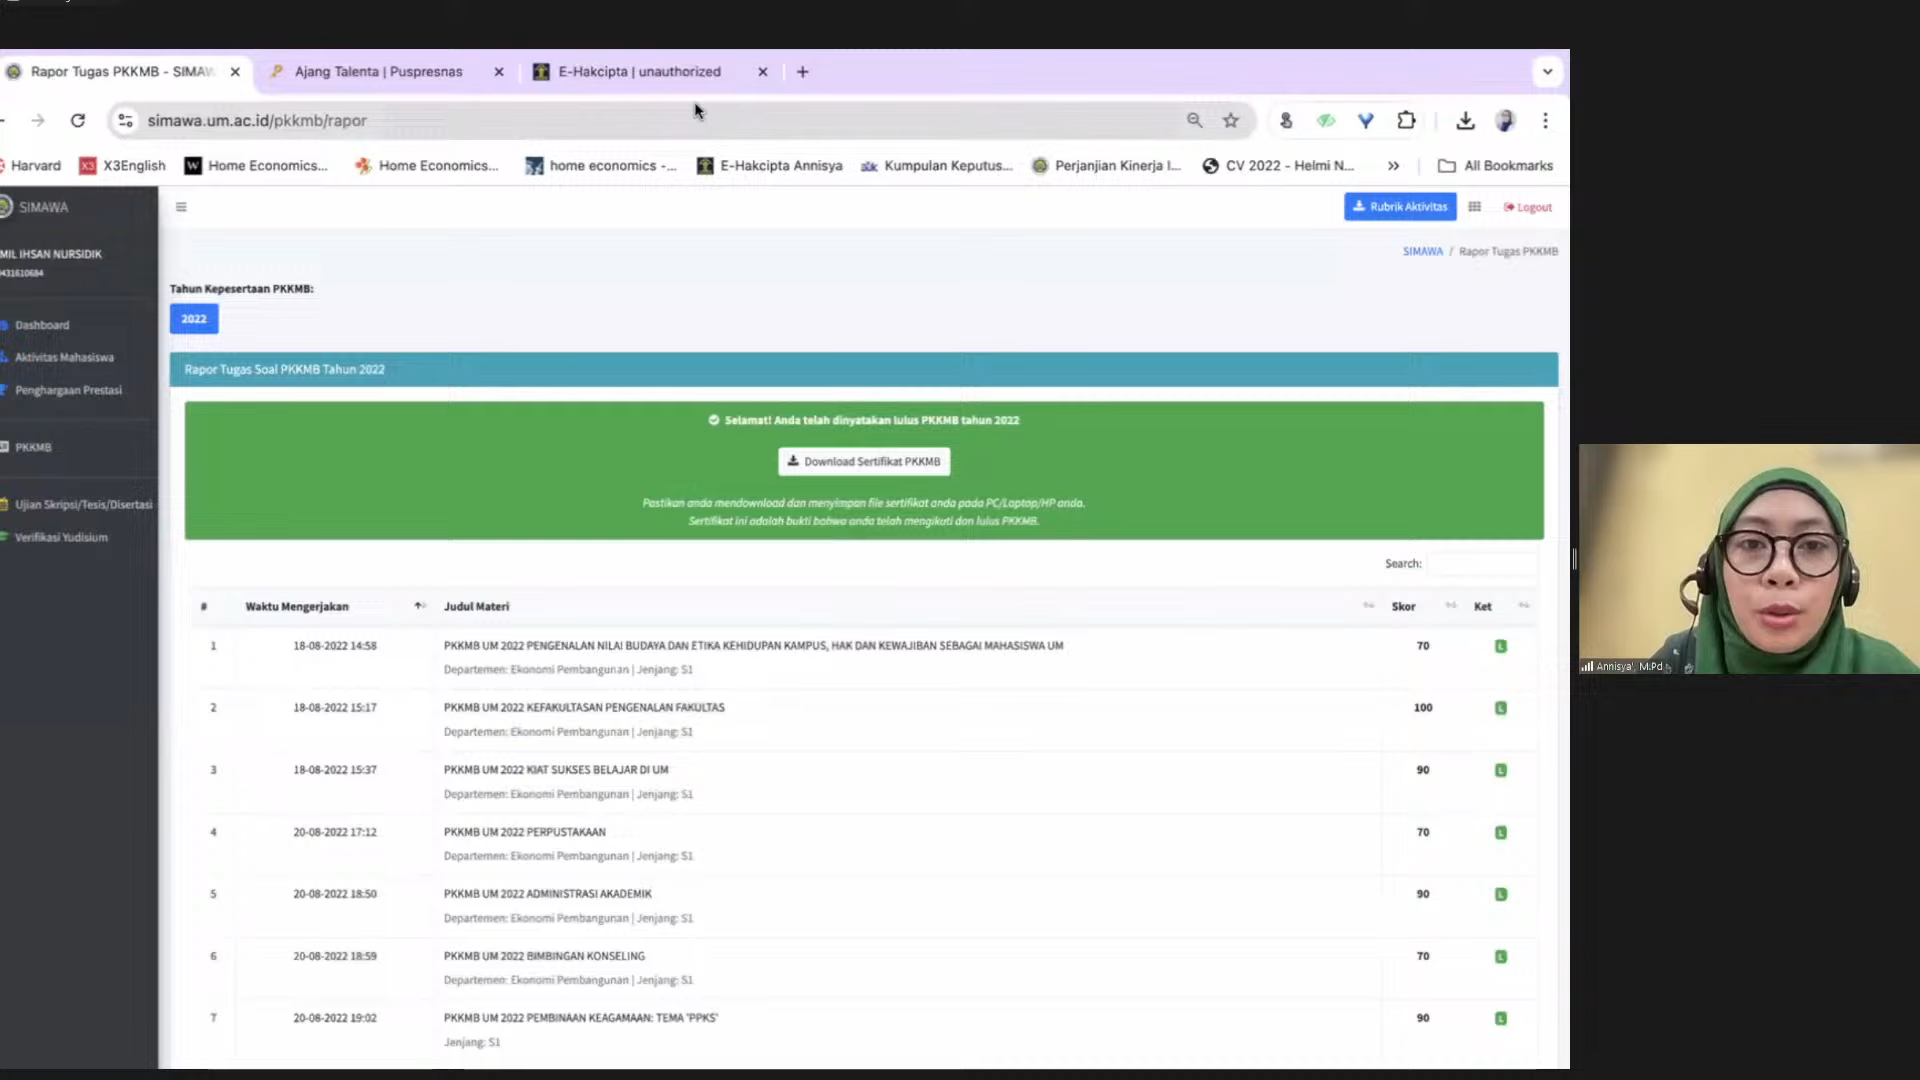 Rapor Tugas PKKMB - SIMAW
Ajang Talenta | Puspresnas
E-Hakcipta | unauthorized
simawa.um.ac.id/pkkmb/rapor
Harvard
X3English
Home Economics...
Home Economics...
home economics -...
E-Hakcipta Annisya
Kumpulan Keputus...
Perjanjian Kinerja I...
CV 2022 - Helmi N...
All Bookmarks
SIMAWA
Rubrik Aktivitas
Logout
MIL IHSAN NURSIDIK
431610684
SIMAWA / Rapor Tugas PKKMB
Dashboard
Aktivitas Mahasiswa
Penghargaan Prestasi
PKKMB
Ujian Skripsi/Tesis/Disertasi
Verifikasi Yudisium
Tahun Kepesertaan PKKMB:
2022
Rapor Tugas Soal PKKMB Tahun 2022
Selamat! Anda telah dinyatakan lulus PKKMB tahun 2022
Download Sertifikat PKKMB
Pastikan anda mendownload dan menyimpan file sertifikat anda pada PC/Laptop/HP anda.
Sertifikat ini adalah bukti bahwa anda telah mengikuti dan lulus PKKMB.
Search:
# Waktu Mengerjakan Judul Materi Skor Ket
1 18-08-2022 14:58 PKKMB UM 2022 PENGENALAN NILAI BUDAYA DAN ETIKA KEHIDUPAN KAMPUS, HAK DAN KEWAJIBAN SEBAGAI MAHASISWA UM 70 L
Departemen: Ekonomi Pembangunan | Jenjang: S1
2 18-08-2022 15:17 PKKMB UM 2022 KEFAKULTASAN PENGENALAN FAKULTAS 100 L
Departemen: Ekonomi Pembangunan | Jenjang: S1
3 18-08-2022 15:37 PKKMB UM 2022 KIAT SUKSES BELAJAR DI UM 90 L
Departemen: Ekonomi Pembangunan | Jenjang: S1
4 20-08-2022 17:12 PKKMB UM 2022 PERPUSTAKAAN 70 L
Departemen: Ekonomi Pembangunan | Jenjang: S1
5 20-08-2022 18:50 PKKMB UM 2022 ADMINISTRASI AKADEMIK 90 L
Departemen: Ekonomi Pembangunan | Jenjang: S1
6 20-08-2022 18:59 PKKMB UM 2022 BIMBINGAN KONSELING 70 L
Departemen: Ekonomi Pembangunan | Jenjang: S1
7 20-08-2022 19:02 PKKMB UM 2022 PEMBINAAN KEAGAMAAN: TEMA 'PPKS' 90 L
Jenjang: S1
Annisya', M.Pd